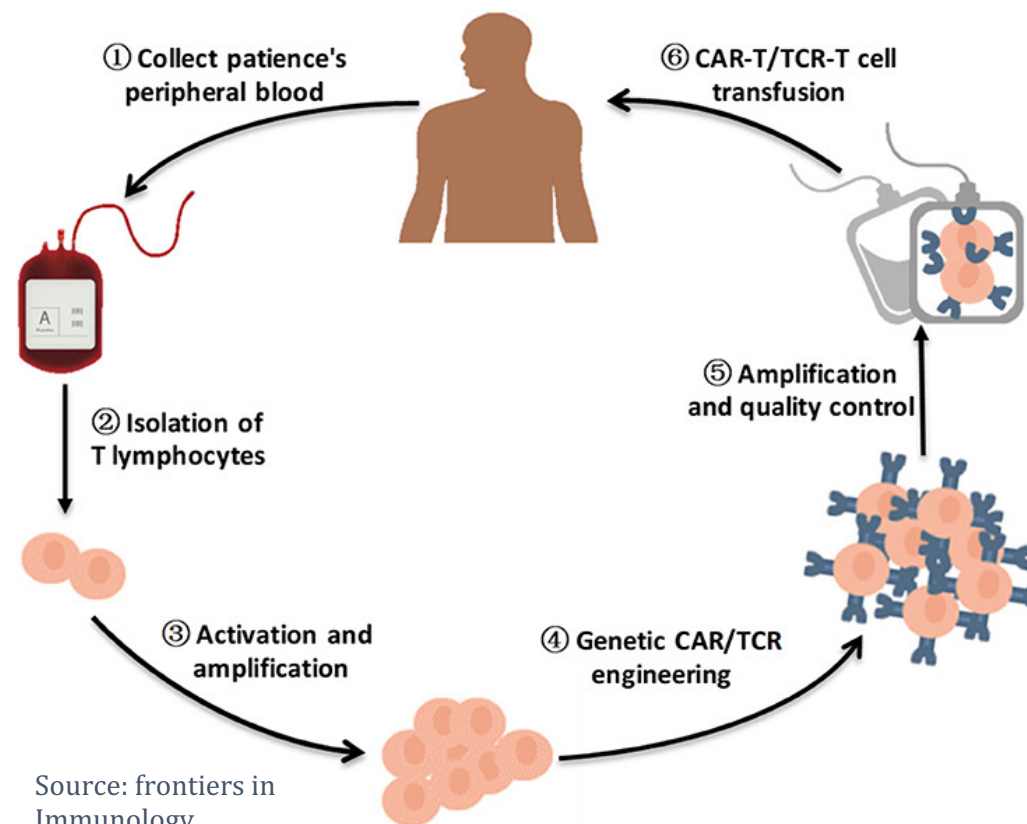 ① Collect patience's
peripheral blood
⑥ CAR-T/TCR-T cell
transfusion
A
⑤ Amplification
and quality control
② Isolation of
T lymphocytes
③ Activation and
amplification
④ Genetic CAR/TCR
engineering
Source: frontiers in
Immunology